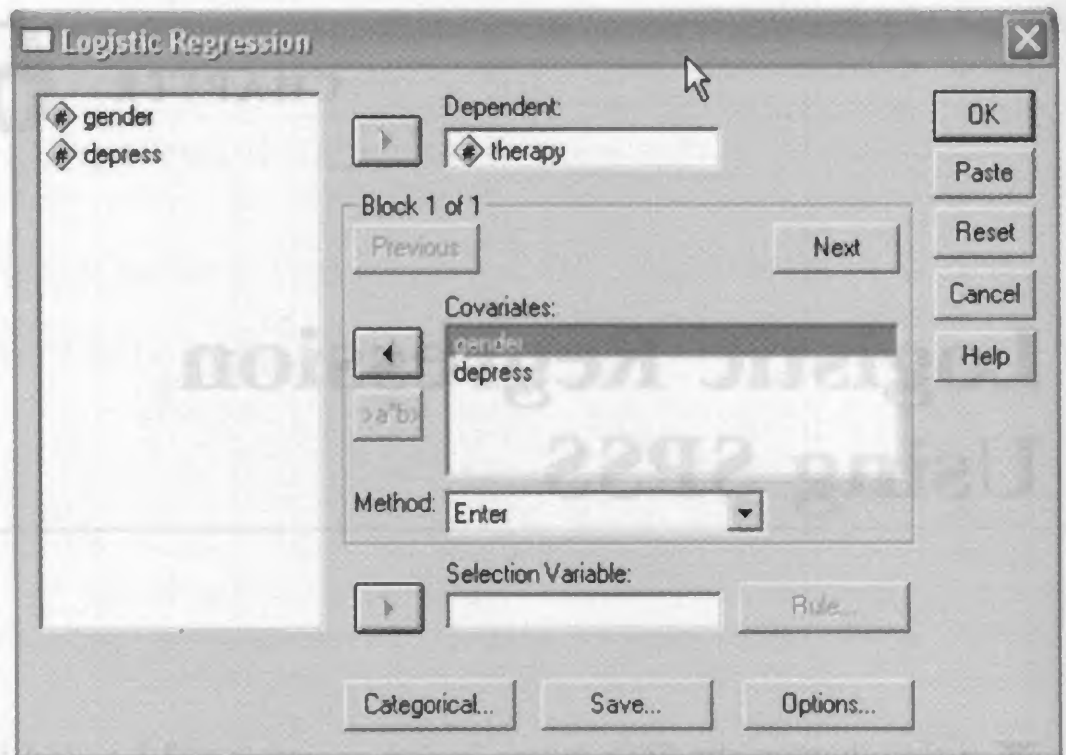 Logistic Regression
gender
depress
Dependent:
therapy
Block 1 of 1
Previous
Next
Covariates:
gender
depress
>a*b>
Method: Enter
Selection Variable:
Rule...
Categorical...
Save...
Options...
OK
Paste
Reset
Cancel
Help